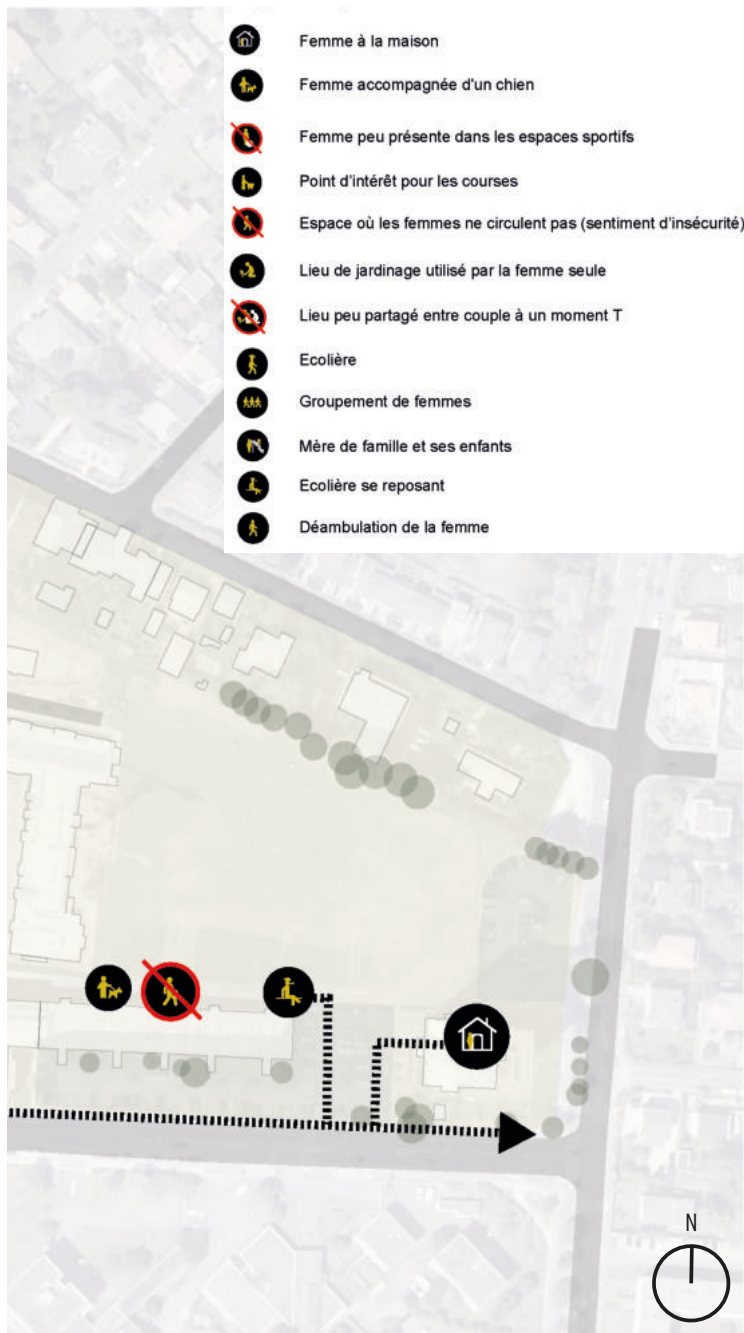 Femme à la maison
Femme accompagnée d'un chien
Femme peu présente dans les espaces sportifs
Point d'intérêt pour les courses
Espace où les femmes ne circulent pas (sentiment d'insécurité)
Lieu de jardinage utilisé par la femme seule
Lieu peu partagé entre couple à un moment T
Ecolière
Groupement de femmes
Mère de famille et ses enfants
Ecolière se reposant
Déambulation de la femme
N